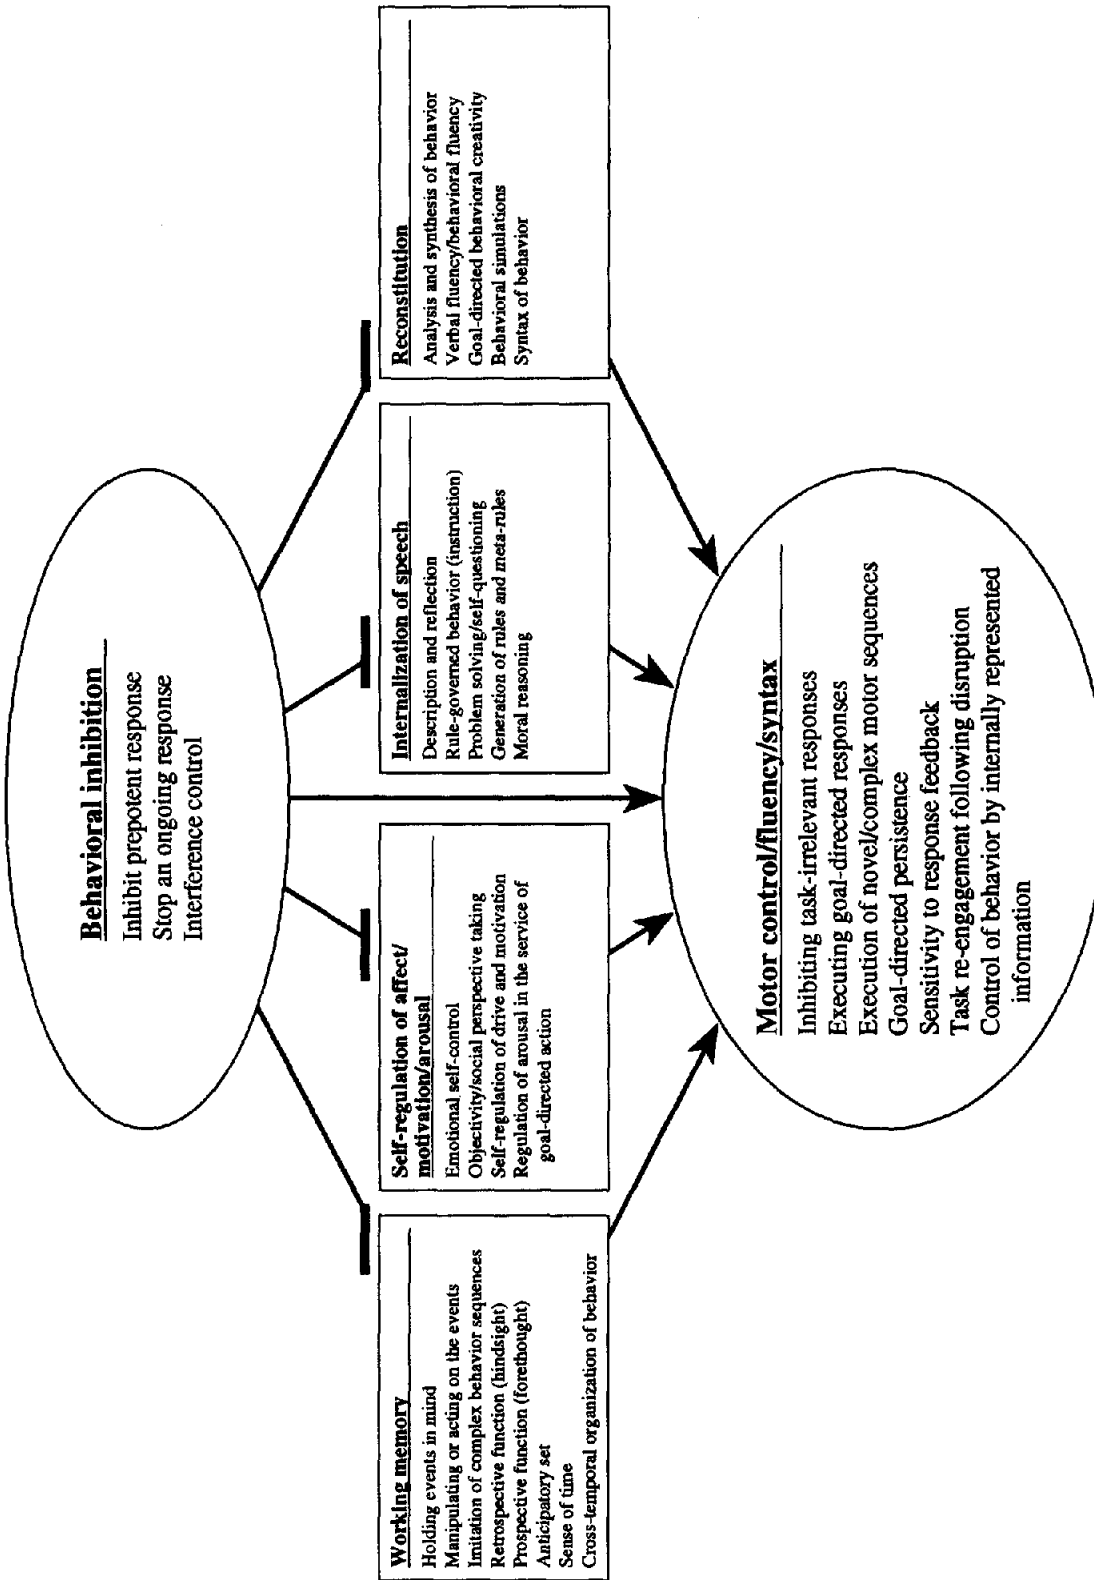 Behavioral inhibition
Inhibit prepotent response
Stop an ongoing response
Interference control
Working memory
Holding events in mind
Manipulating or acting on the events
Imitation of complex behavior sequences
Retrospective function (hindsight)
Prospective function (forethought)
Anticipatory set
Sense of time
Cross-temporal organization of behavior
Self-regulation of affect/
motivation/arousal
Emotional self-control
Objectivity/social perspective taking
Self-regulation of drive and motivation
Regulation of arousal in the service of
goal-directed action
Internalization of speech
Description and reflection
Rule-governed behavior (instruction)
Problem solving/self-questioning
Generation of rules and meta-rules
Moral reasoning
Reconstitution
Analysis and synthesis of behavior
Verbal fluency/behavioral fluency
Goal-directed behavioral creativity
Behavioral simulations
Syntax of behavior
Motor control/fluency/syntax
Inhibiting task-irrelevant responses
Executing goal-directed responses
Execution of novel/complex motor sequences
Goal-directed persistence
Sensitivity to response feedback
Task re-engagement following disruption
Control of behavior by internally represented
information